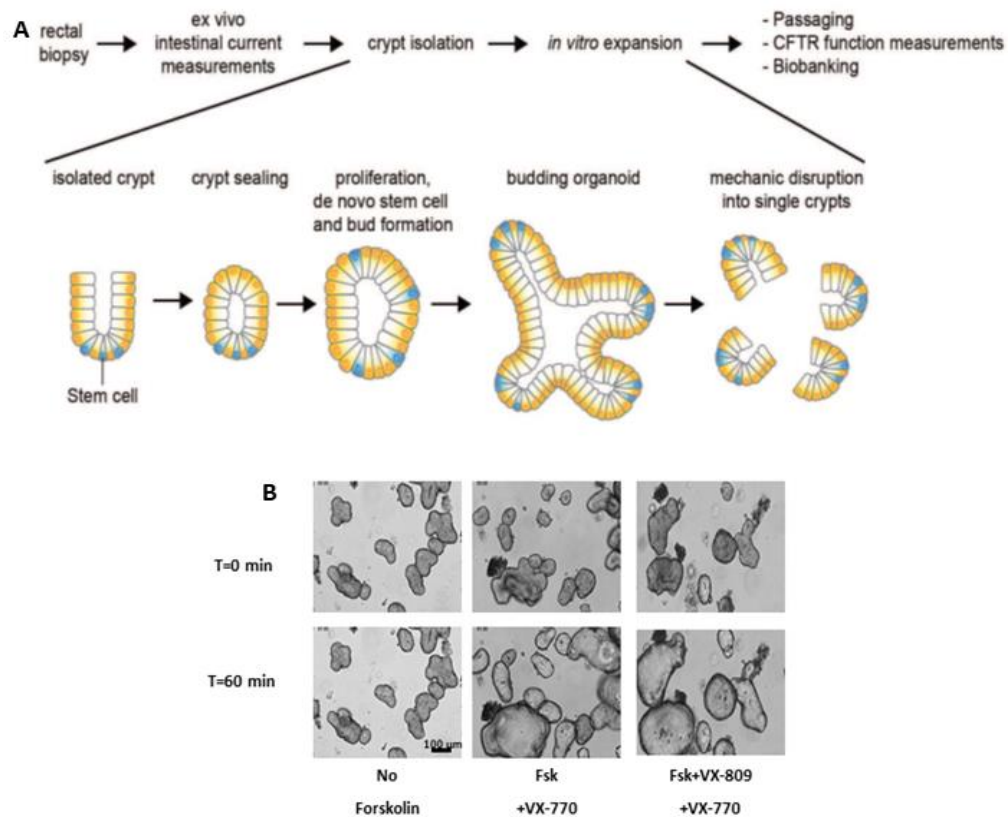 A
rectal
biopsy
ex vivo
intestinal current
measurements
crypt isolation
in vitro expansion
- Passaging
- CFTR function measurements
- Biobanking
isolated crypt
crypt sealing
proliferation,
de novo stem cell
and bud formation
budding organoid
mechanic disruption
into single crypts
Stem cell
B
T=0 min
T=60 min
100 um
No
Forskolin
Fsk
+VX-770
Fsk+VX-809
+VX-770